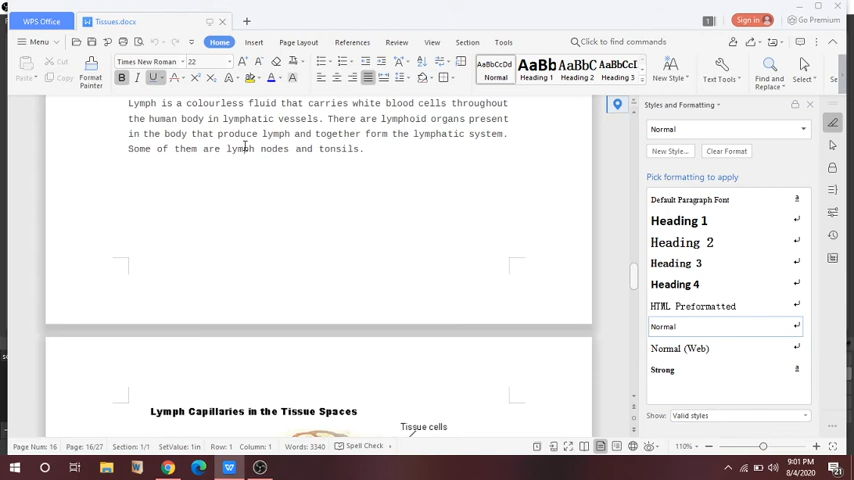 WPS Office
Tissues.docx
1
Sign in
Go Premium
Menu
Home
Insert
Page Layout
References
Review
View
Section
Tools
Click to find commands
Paste
Cut
Copy
Format
Painter
Times New Roman
22
AaBbCcDd
Normal
AaBb
Heading 1
AaBbC
Heading 2
AaBbCcI
Heading 3
New Style...
Text Tools
Find and
Replace
Select
Lymph is a colourless fluid that carries white blood cells throughout
the human body in lymphatic vessels. There are lymphoid organs present
in the body that produce lymph and together form the lymphatic system.
Some of them are lymph nodes and tonsils.
Lymph Capillaries in the Tissue Spaces
Tissue cells
Styles and Formatting
Normal
New Style...
Clear Format
Pick formatting to apply
Default Paragraph Font
Heading 1
Heading 2
Heading 3
Heading 4
HTML Preformatted
Normal
Normal (Web)
Strong
Show:
Valid styles
Page Num: 16
Page: 16/27
Section: 1/1
SetValue: 1in
Row: 1
Column: 1
Words: 3340
Spell Check
110%
9:01 PM
8/4/2020
21